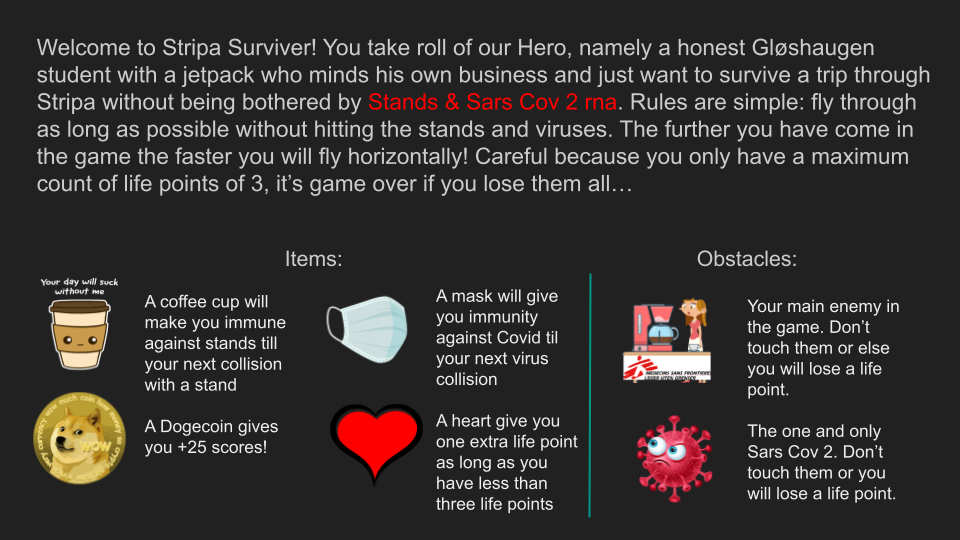 Welcome to Stripa Surviver! You take roll of our Hero, namely a honest Gløshaugen
student with a jetpack who minds his own business and just want to survive a trip through
Stripa without being bothered by Stands & Sars Cov 2 rna. Rules are simple: fly through
as long as possible without hitting the stands and viruses. The further you have come in
the game the faster you will fly horizontally! Careful because you only have a maximum
count of life points of 3, it’s game over if you lose them all…
Items:
Your day will suck
without me
A coffee cup will
make you immune
against stands till
your next collision
with a stand
A mask will give
you immunity
against Covid til
your next virus
collision
A Dogecoin gives
you +25 scores!
WOW
A heart give you
one extra life point
as long as you
have less than
three life points
Obstacles:
MEDECINS SANS FRONTIERES
LEGER UTEN GRENSER
Your main enemy in
the game. Don’t
touch them or else
you will lose a life
point.
The one and only
Sars Cov 2. Don’t
touch them or you
will lose a life point.